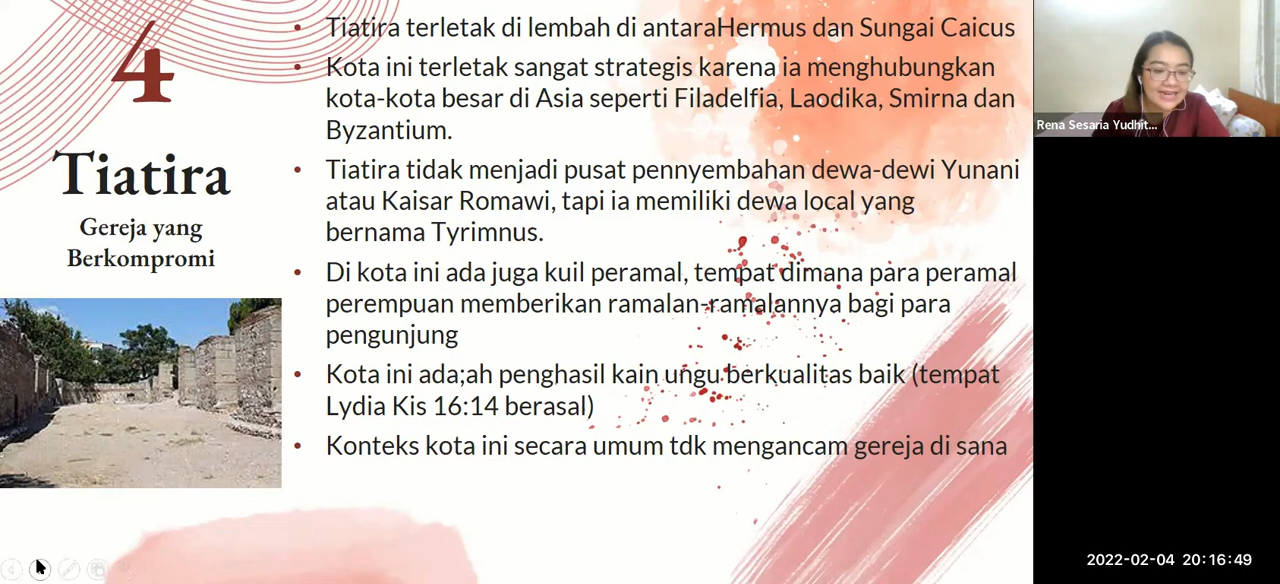 4
Tiatira
Gereja yang
Berkompromi
• Tiatira terletak di lembah di antaraHermus dan Sungai Caicus
• Kota ini terletak sangat strategis karena ia menghubungkan
kota-kota besar di Asia seperti Filadelfia, Laodika, Smirna dan
Byzantium.
• Tiatira tidak menjadi pusat pennyembahan dewa-dewi Yunani
atau Kaisar Romawi, tapi ia memiliki dewa local yang
bernama Tyrimnus.
• Di kota ini ada juga kuil peramal, tempat dimana para peramal
perempuan memberikan ramalan-ramalannya bagi para
pengunjung
• Kota ini ada;ah penghasil kain ungu berkualitas baik (tempat
Lydia Kis 16:14 berasal)
• Konteks kota ini secara umum tdk mengancam gereja di sana
Rena Sesaria Yudhit...
2022-02-04 20:16:49